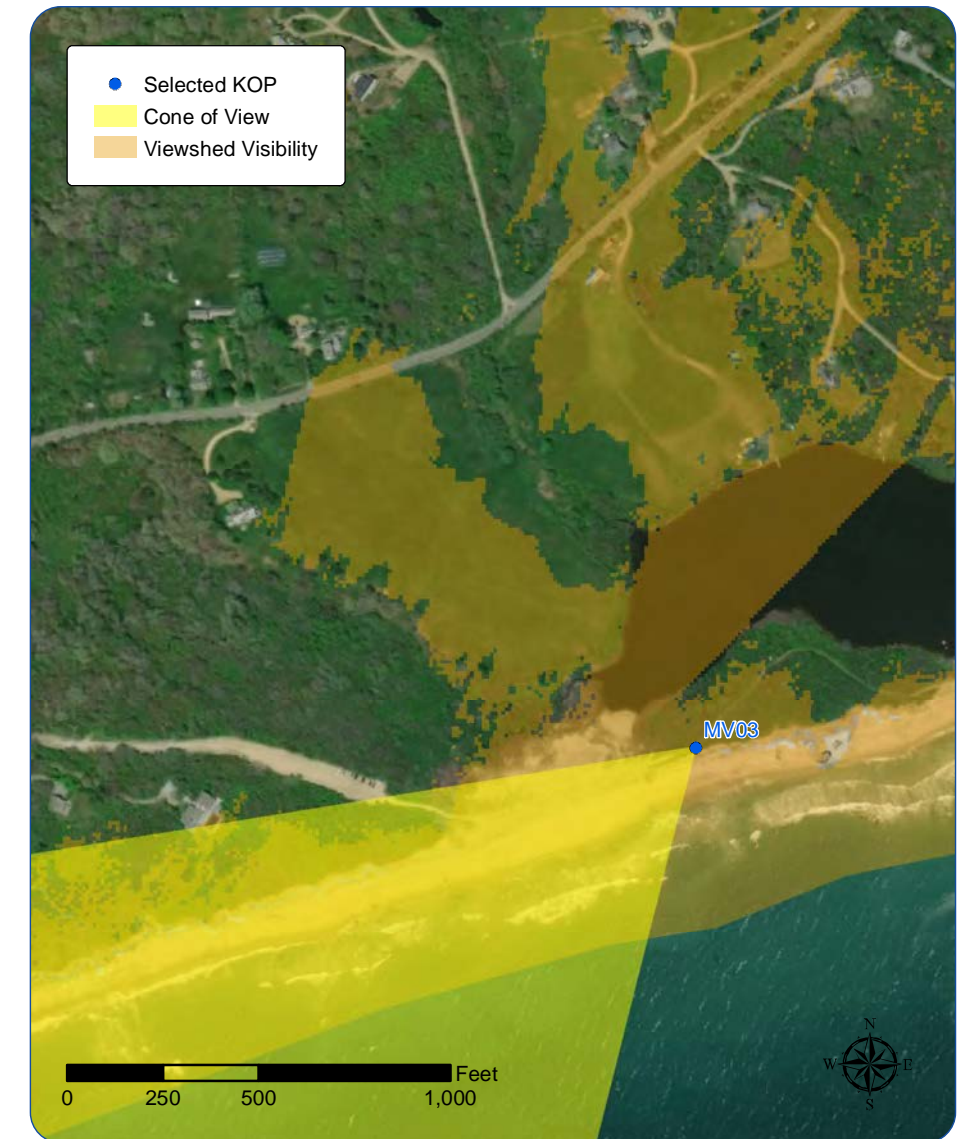 Selected KOP
Cone of View
Viewshed Visibility
MV03
N
W E
S
Feet
0 250 500 1,000